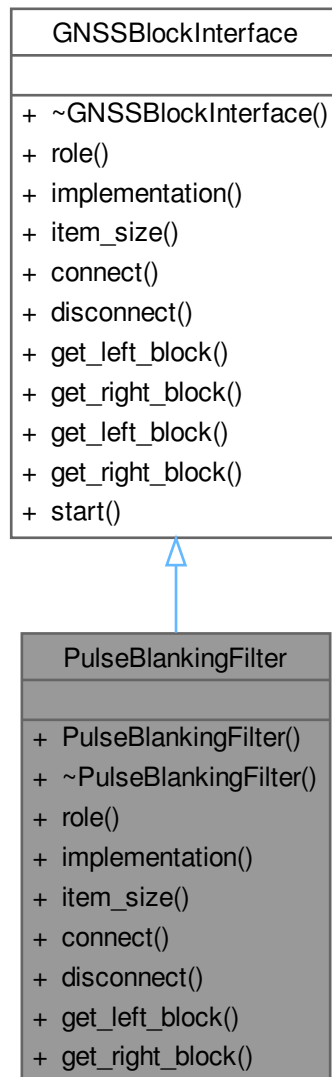 GNSSBlockInterface
+ ~GNSSBlockInterface()
+ role()
+ implementation()
+ item_size()
+ connect()
+ disconnect()
+ get_left_block()
+ get_right_block()
+ get_left_block()
+ get_right_block()
+ start()
PulseBlankingFilter
+ PulseBlankingFilter()
+ ~PulseBlankingFilter()
+ role()
+ implementation()
+ item_size()
+ connect()
+ disconnect()
+ get_left_block()
+ get_right_block()